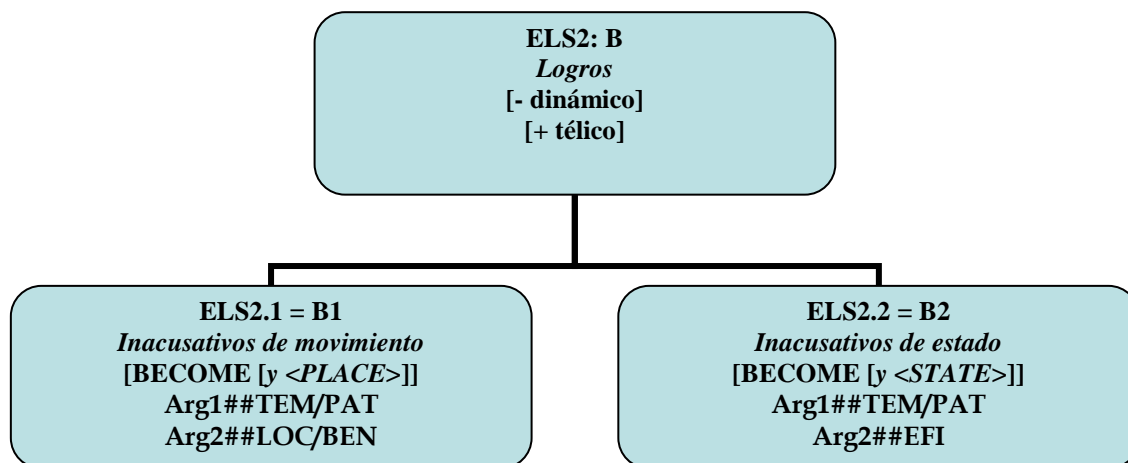 ELS2: B
Logros
[- dinámico]
[+ télico]
ELS2.1 = B1
Inacusativos de movimiento
[BECOME [y <PLACE>]]
Arg1##TEM/PAT
Arg2##LOC/BEN
ELS2.2 = B2
Inacusativos de estado
[BECOME [y <STATE>]]
Arg1##TEM/PAT
Arg2##EFI